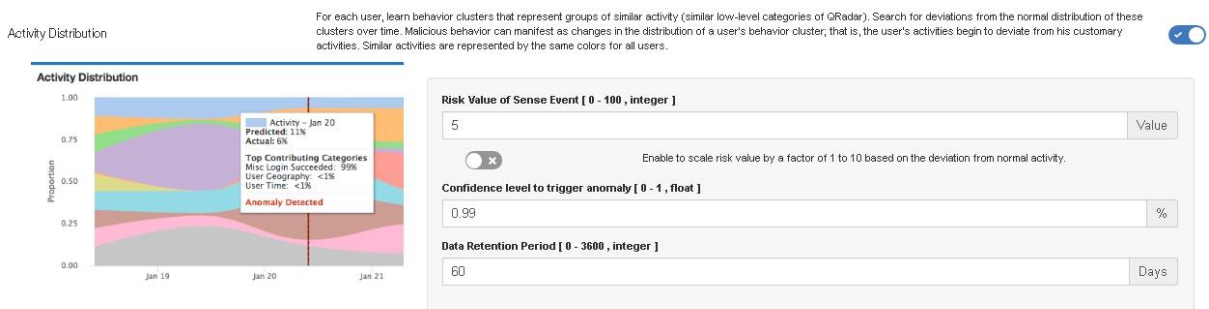 Activity Distribution
For each user, learn behavior clusters that represent groups of similar activity (similar low-level categories of QRadar). Search for deviations from the normal distribution of these
clusters over time. Malicious behavior can manifest as changes in the distribution of a user's behavior cluster; that is, the user's activities begin to deviate from his customary
activities. Similar activities are represented by the same colors for all users.
Activity Distribution
1.00
0.75
0.50
0.25
0.00
Proportion
Jan 19
Jan 20
Jan 21
Activity - Jan 20
Predicted: 11%
Actual: 6%
Top Contributing Categories
Misc Login Succeeded: 99%
User Geography: <1%
User Time: <1%
Anomaly Detected
Risk Value of Sense Event [ 0 - 100 , integer ]
5
Value
Enable to scale risk value by a factor of 1 to 10 based on the deviation from normal activity.
Confidence level to trigger anomaly [ 0 - 1 , float ]
0.99
%
Data Retention Period [ 0 - 3600 , integer ]
60
Days